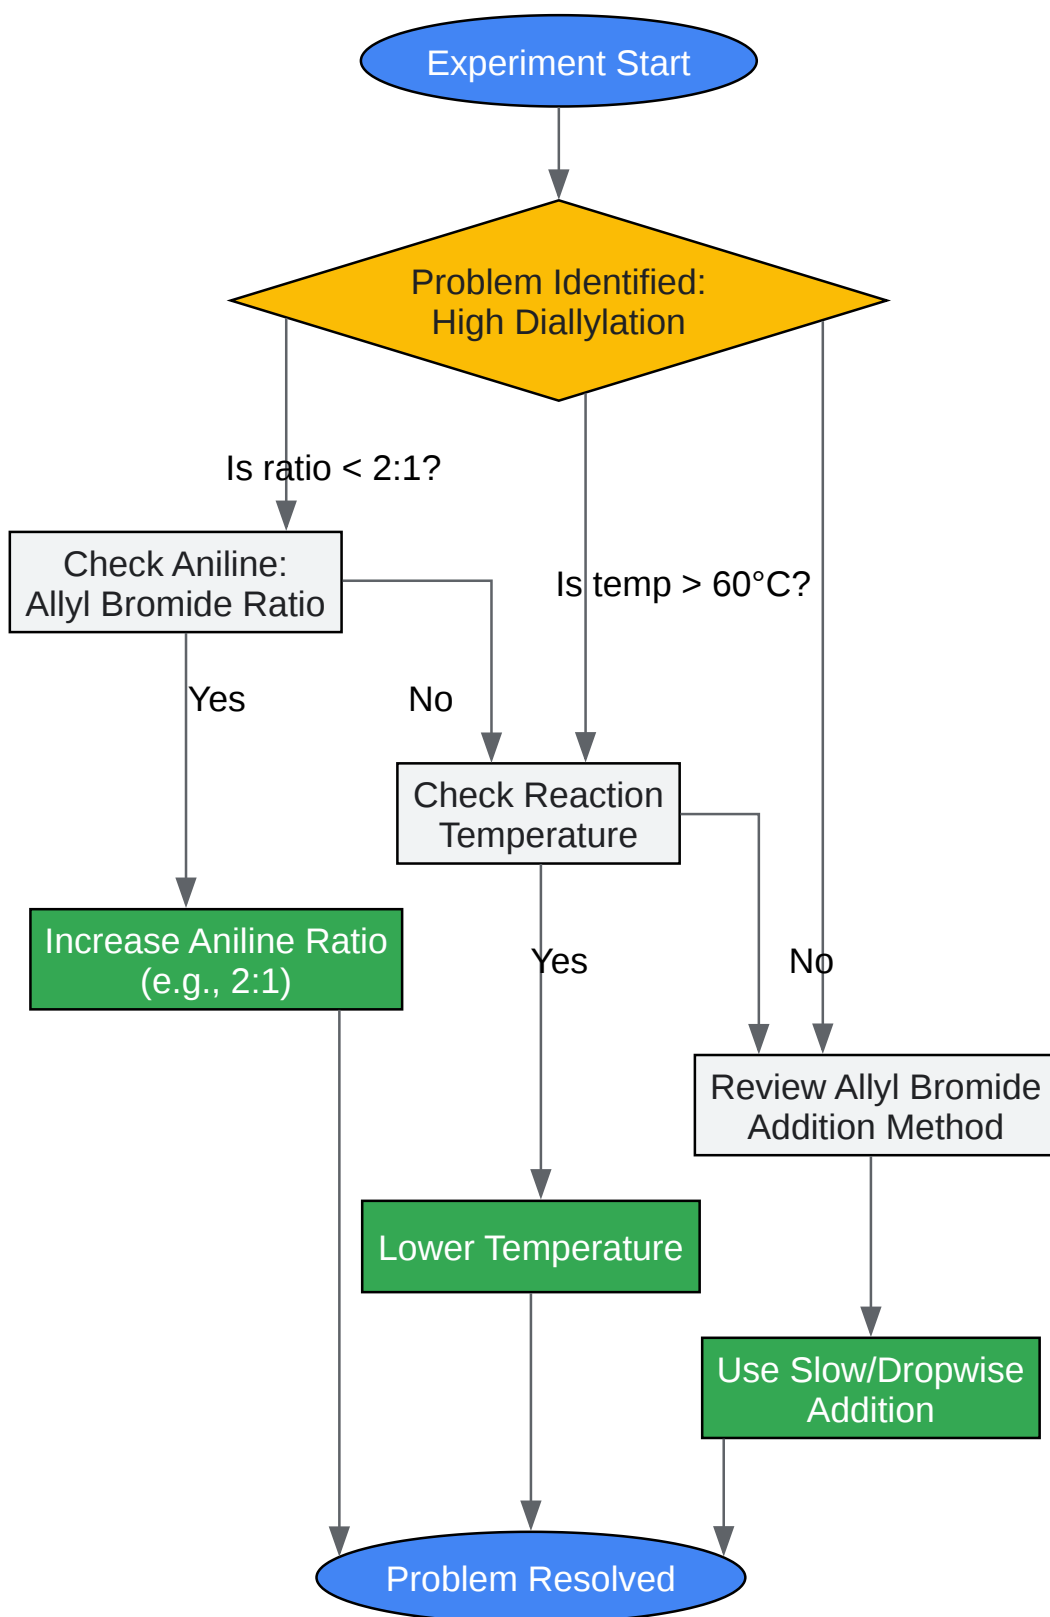 Experiment Start
Problem Identified:
High Diallylation
Is ratio < 2:1?
Check Aniline:
Allyl Bromide Ratio
Is temp > 60°C?
Yes
No
Check Reaction
Temperature
Increase Aniline Ratio
(e.g., 2:1)
Yes
No
Review Allyl Bromide
Addition Method
Lower Temperature
Use Slow/Dropwise
Addition
Problem Resolved